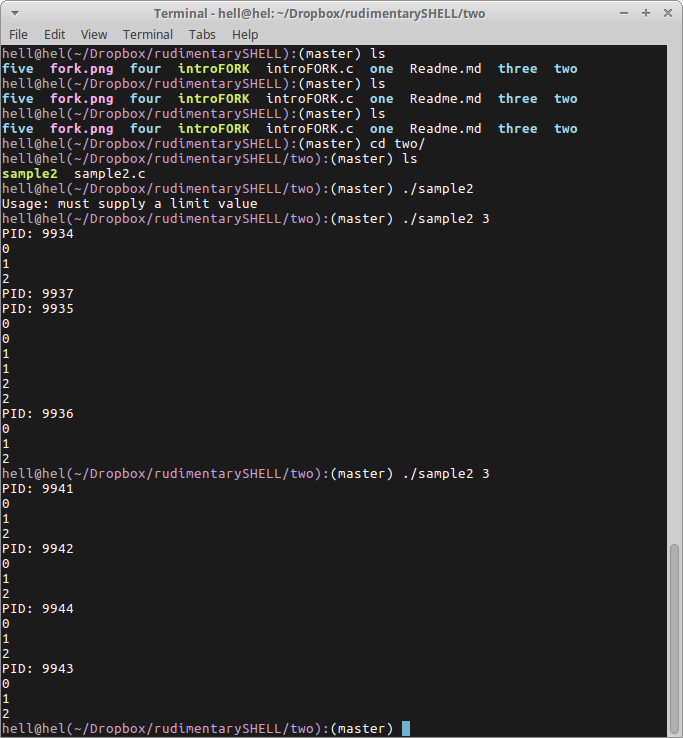 Terminal - hell@hel: ~/Dropbox/rudimentarySHELL/two
File Edit View Terminal Tabs Help
hell@hel(~/Dropbox/rudimentarySHELL):(master) ls
five fork.png four introFORK introFORK.c one Readme.md three two
hell@hel(~/Dropbox/rudimentarySHELL):(master) ls
five fork.png four introFORK introFORK.c one Readme.md three two
hell@hel(~/Dropbox/rudimentarySHELL):(master) ls
five fork.png four introFORK introFORK.c one Readme.md three two
hell@hel(~/Dropbox/rudimentarySHELL):(master) cd two/
hell@hel(~/Dropbox/rudimentarySHELL/two):(master) ls
sample2 sample2.c
hell@hel(~/Dropbox/rudimentarySHELL/two):(master) ./sample2
Usage: must supply a limit value
hell@hel(~/Dropbox/rudimentarySHELL/two):(master) ./sample2 3
PID: 9934
0
1
2
PID: 9937
PID: 9935
0
0
1
1
2
2
PID: 9936
0
1
2
hell@hel(~/Dropbox/rudimentarySHELL/two):(master) ./sample2 3
PID: 9941
0
1
2
PID: 9942
0
1
2
PID: 9944
0
1
2
PID: 9943
0
1
2
hell@hel(~/Dropbox/rudimentarySHELL/two):(master)